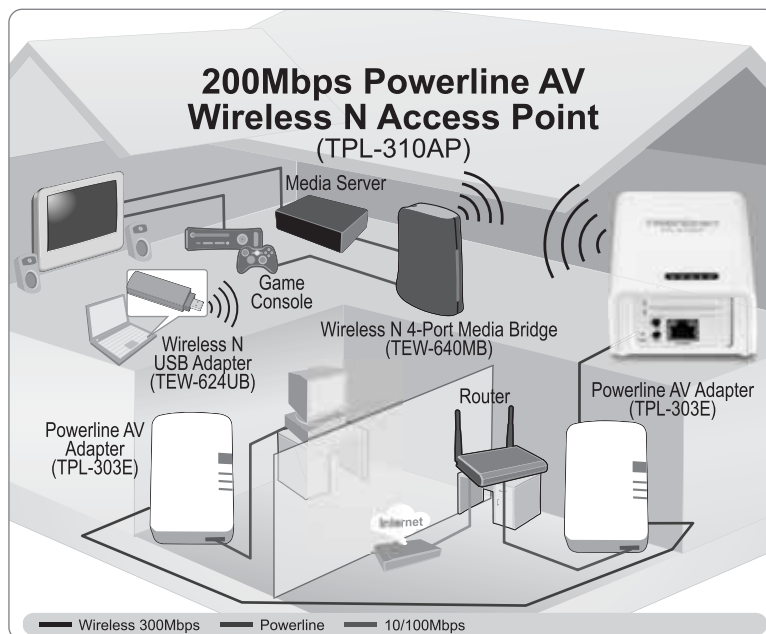 200Mbps Powerline AV
Wireless N Access Point
(TPL-310AP)
Media Server
Game
Console
Wireless N
USB Adapter
(TEW-624UB)
Wireless N 4-Port Media Bridge
(TEW-640MB)
Powerline AV Adapter
(TPL-303E)
Router
Powerline AV
Adapter
(TPL-303E)
Internet
Wireless 300Mbps
Powerline
10/100Mbps